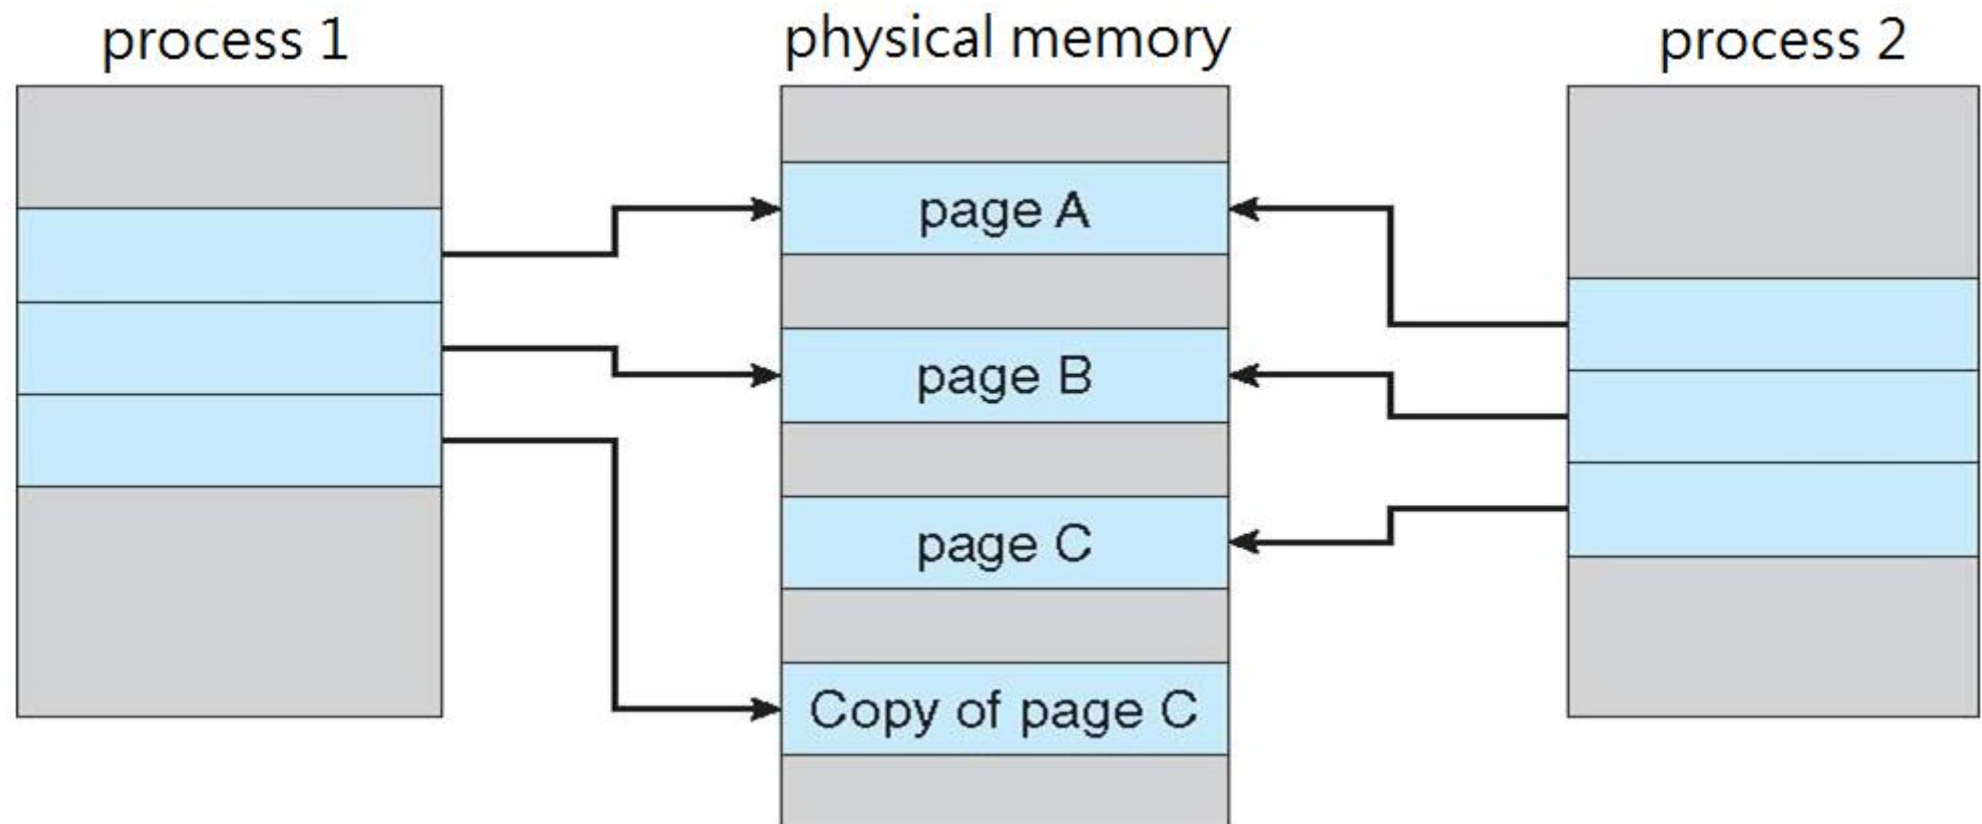 process 1
physical memory
process 2
page A
page B
page C
Copy of page C